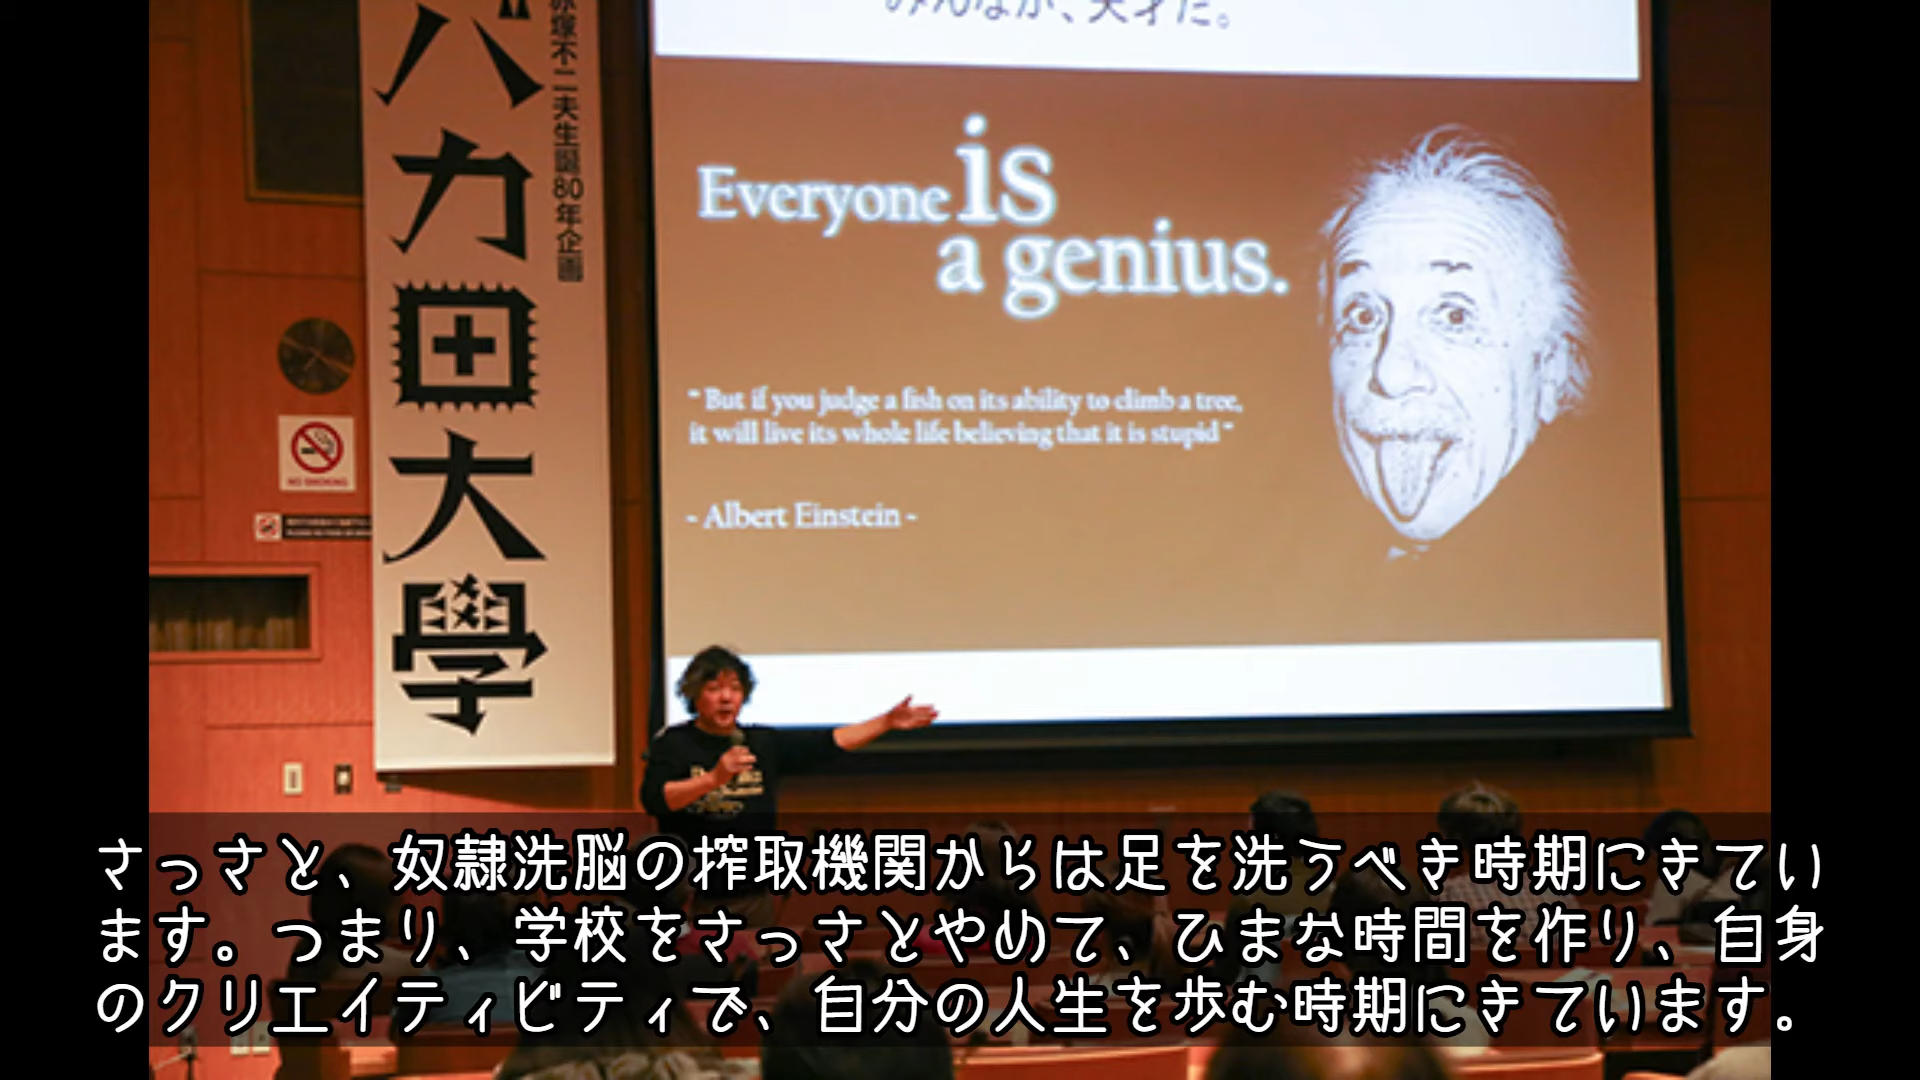 バカ田大學
赤塚不二夫生誕80年企画
みんなが、天才だ。
Everyone is
a genius.
" But if you judge a fish on its ability to climb a tree,
it will live its whole life believing that it is stupid "
- Albert Einstein -
NO SMOKING
さっさと、奴隷洗脳の搾取機関からは足を洗うべき時期にきてい
ます。つまり、学校をさっさとやめて、ひまな時間を作り、自身
のクリエイティビティで、自分の人生を歩む時期にきています。